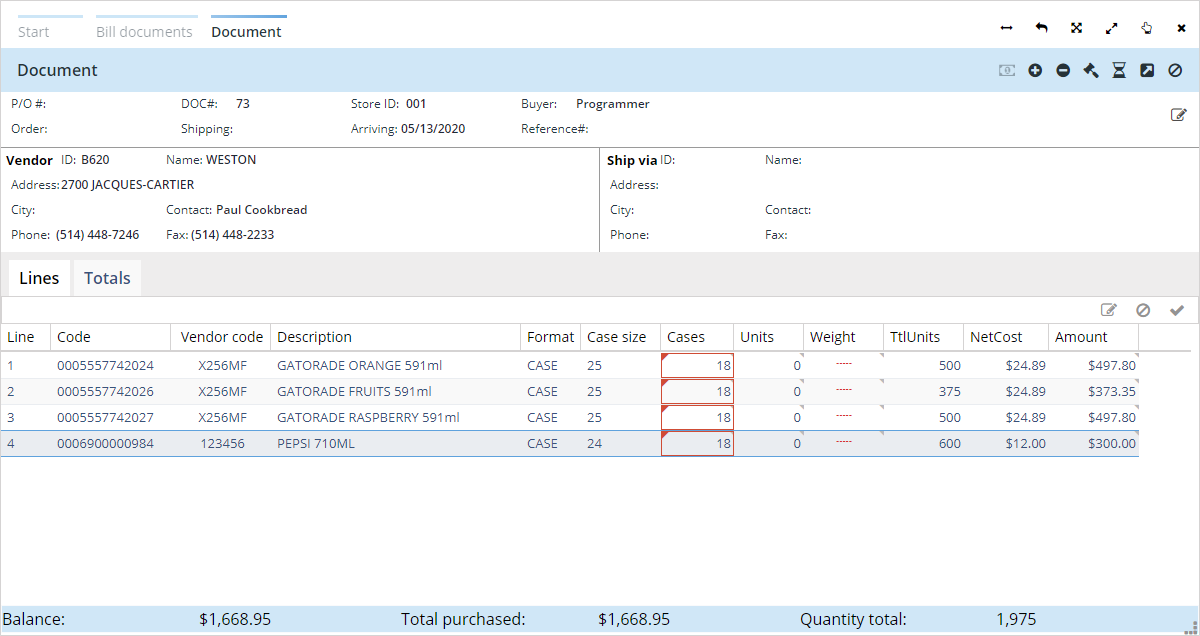 Start Bill documents Document
Document
P/O #: DOC#: 73 Store ID: 001 Buyer: Programmer
Order: Shipping: Arriving: 05/13/2020 Reference#:
Vendor ID: B620 Name: WESTON Ship via ID: Name:
Address: 2700 JACQUES-CARTIER Address:
City: Contact: Paul Cookbread City: Contact:
Phone: (514) 448-7246 Fax: (514) 448-2233 Phone: Fax:
Lines Totals
Line Code Vendor code Description Format Case size Cases Units Weight TtlUnits NetCost Amount
1 0005557742024 X256MF GATORADE ORANGE 591ml CASE 25 18 0 ----- 500 $24.89 $497.80
2 0005557742026 X256MF GATORADE FRUITS 591ml CASE 25 18 0 ----- 375 $24.89 $373.35
3 0005557742027 X256MF GATORADE RASPBERRY 591ml CASE 25 18 0 ----- 500 $24.89 $497.80
4 0006900000984 123456 PEPSI 710ML CASE 24 18 0 ----- 600 $12.00 $300.00
Balance: $1,668.95 Total purchased: $1,668.95 Quantity total: 1,975